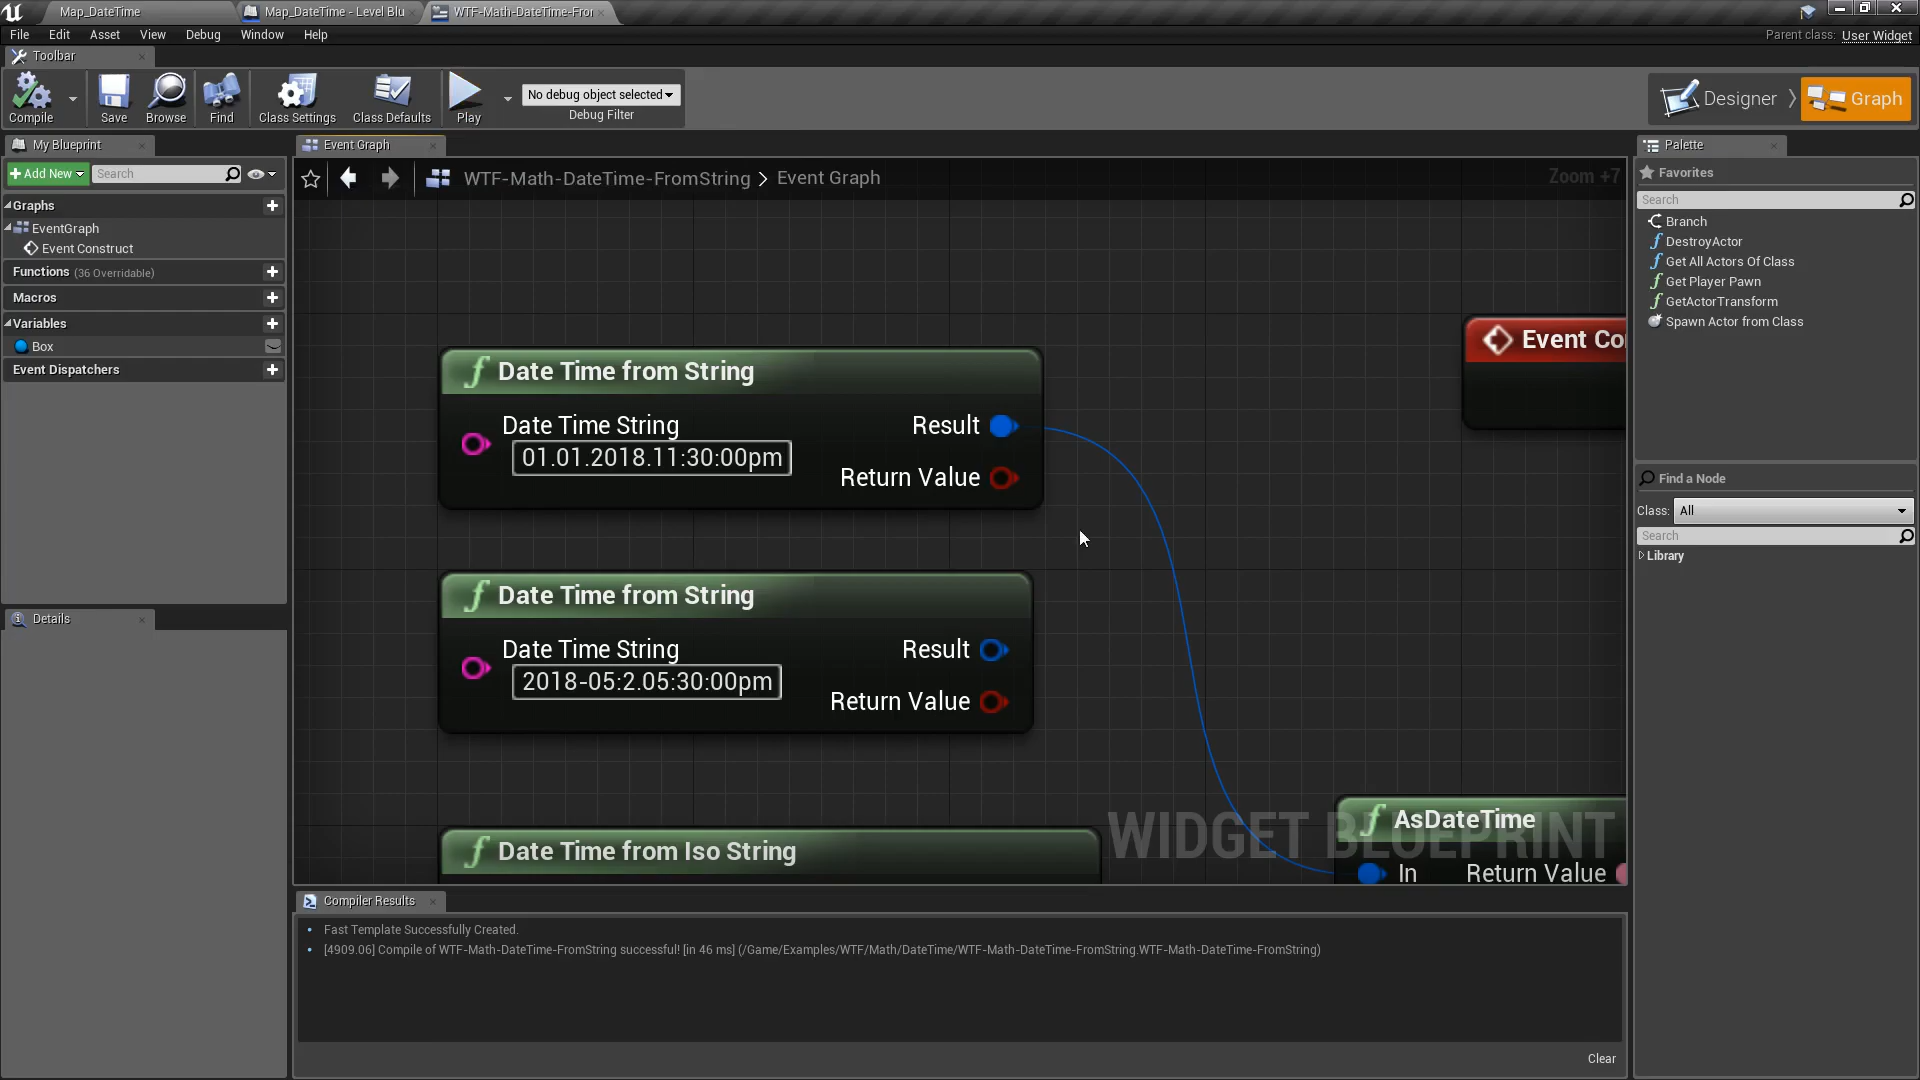 Map_DateTime
Map_DateTime - Level Blu
WTF-Math-DateTime-Fro
File Edit Asset View Debug Window Help
Parent class: User Widget
Toolbar
Compile
Save
Browse
Find
Class Settings
Class Defaults
Play
No debug object selected
Debug Filter
Designer
Graph
My Blueprint
Event Graph
Palette
Add New
Search
WTF-Math-DateTime-FromString > Event Graph
Zoom +7
Favorites
Search
Graphs
EventGraph
Event Construct
Functions (36 Overridable)
Macros
Variables
Box
Event Dispatchers
Branch
DestroyActor
Get All Actors Of Class
Get Player Pawn
GetActorTransform
Spawn Actor from Class
Event Co
Date Time from String
Date Time String
01.01.2018.11:30:00pm
Result
Return Value
Find a Node
Class: All
Search
Library
Date Time from String
Date Time String
2018-05:2.05:30:00pm
Result
Return Value
Details
Date Time from Iso String
WIDGET BLUEPRINT
AsDateTime
In
Return Value
Compiler Results
Fast Template Successfully Created.
[4909.06] Compile of WTF-Math-DateTime-FromString successful! [in 46 ms] (/Game/Examples/WTF/Math/DateTime/WTF-Math-DateTime-FromString.WTF-Math-DateTime-FromString)
Clear